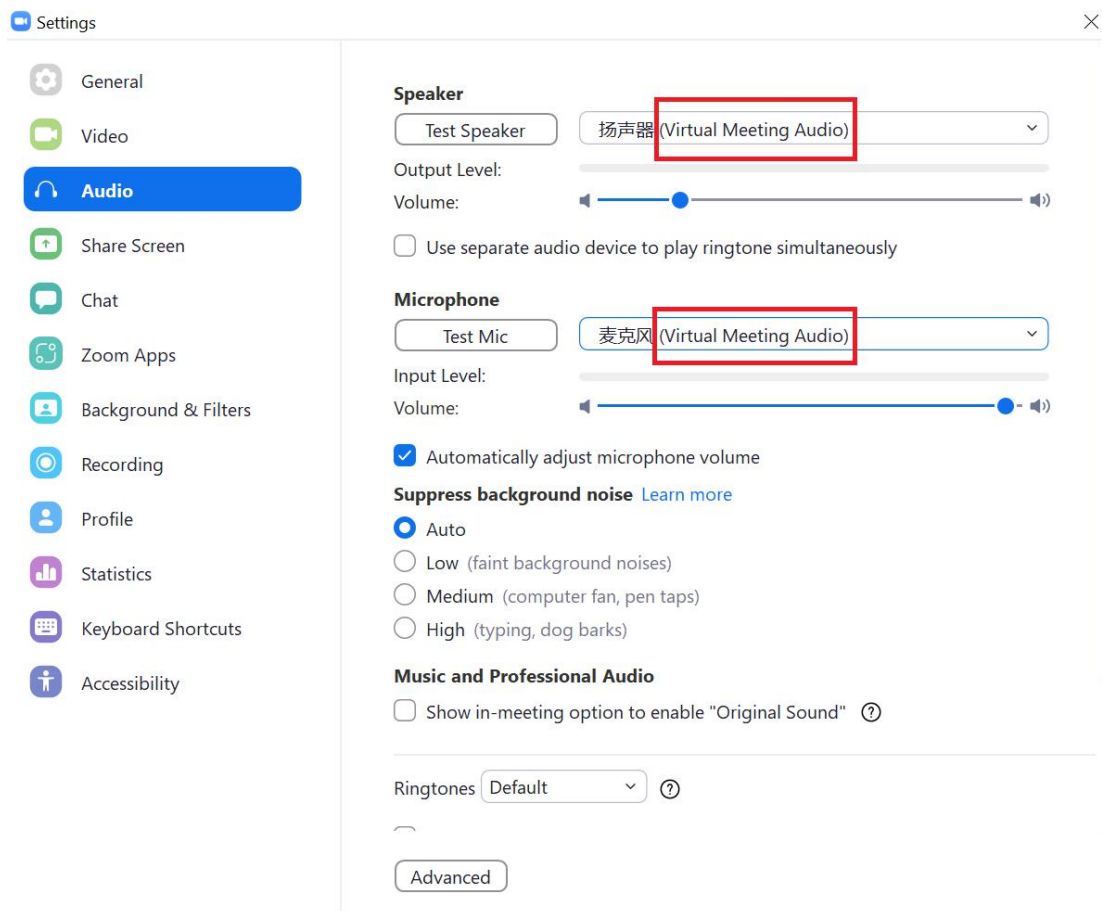 Settings
General
Video
Audio
Share Screen
Chat
Zoom Apps
Background & Filters
Recording
Profile
Statistics
Keyboard Shortcuts
Accessibility
Speaker
Test Speaker
扬声器 (Virtual Meeting Audio)
Output Level:
Volume:
Use separate audio device to play ringtone simultaneously
Microphone
Test Mic
麦克风 (Virtual Meeting Audio)
Input Level:
Volume:
Automatically adjust microphone volume
Suppress background noise Learn more
Auto
Low (faint background noises)
Medium (computer fan, pen taps)
High (typing, dog barks)
Music and Professional Audio
Show in-meeting option to enable "Original Sound" ?
Ringtones Default ?
Advanced